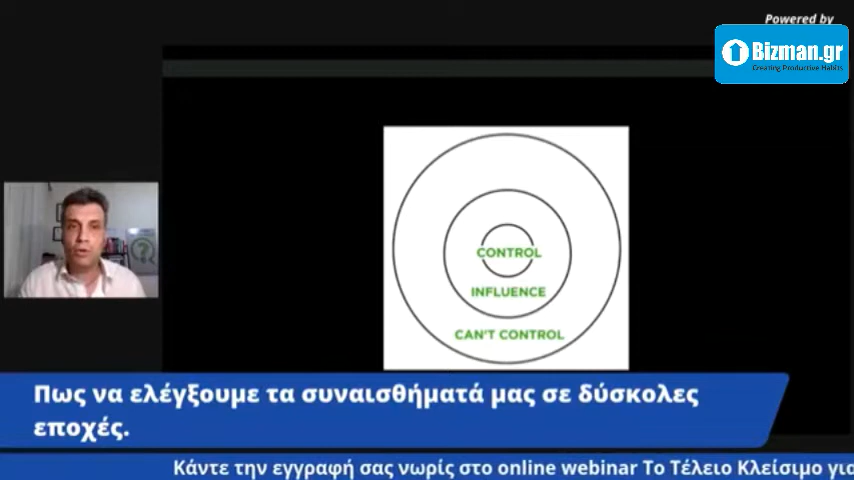 Powered by
Bizman.gr
Creating Productive Habits
CONTROL
INFLUENCE
CAN'T CONTROL
Πως να ελέγξουμε τα συναισθήματά μας σε δύσκολες
εποχές.
Κάντε την εγγραφή σας νωρίς στο online webinar Το Τέλειο Κλείσιμο για